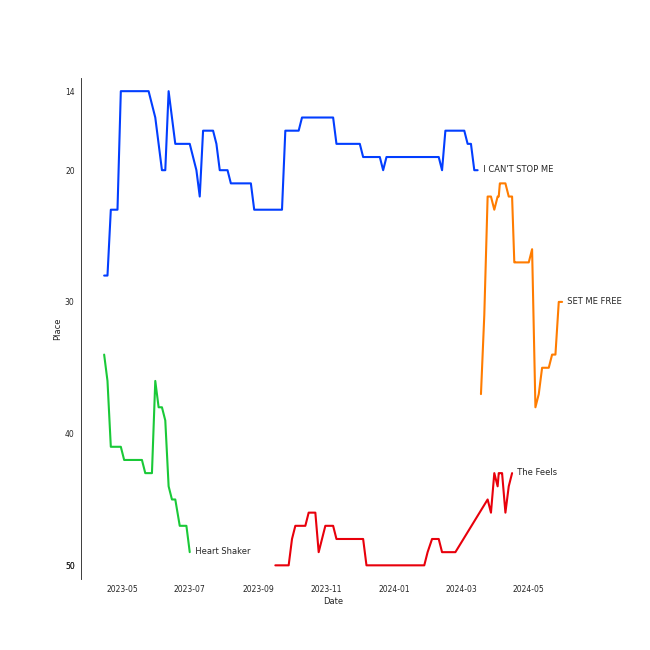 14
20
I CAN'T STOP ME
30
SET ME FREE
Place
40
The Feels
Heart Shaker
50
2023-05 2023-07 2023-09 2023-11 2024-01 2024-03 2024-05
Date